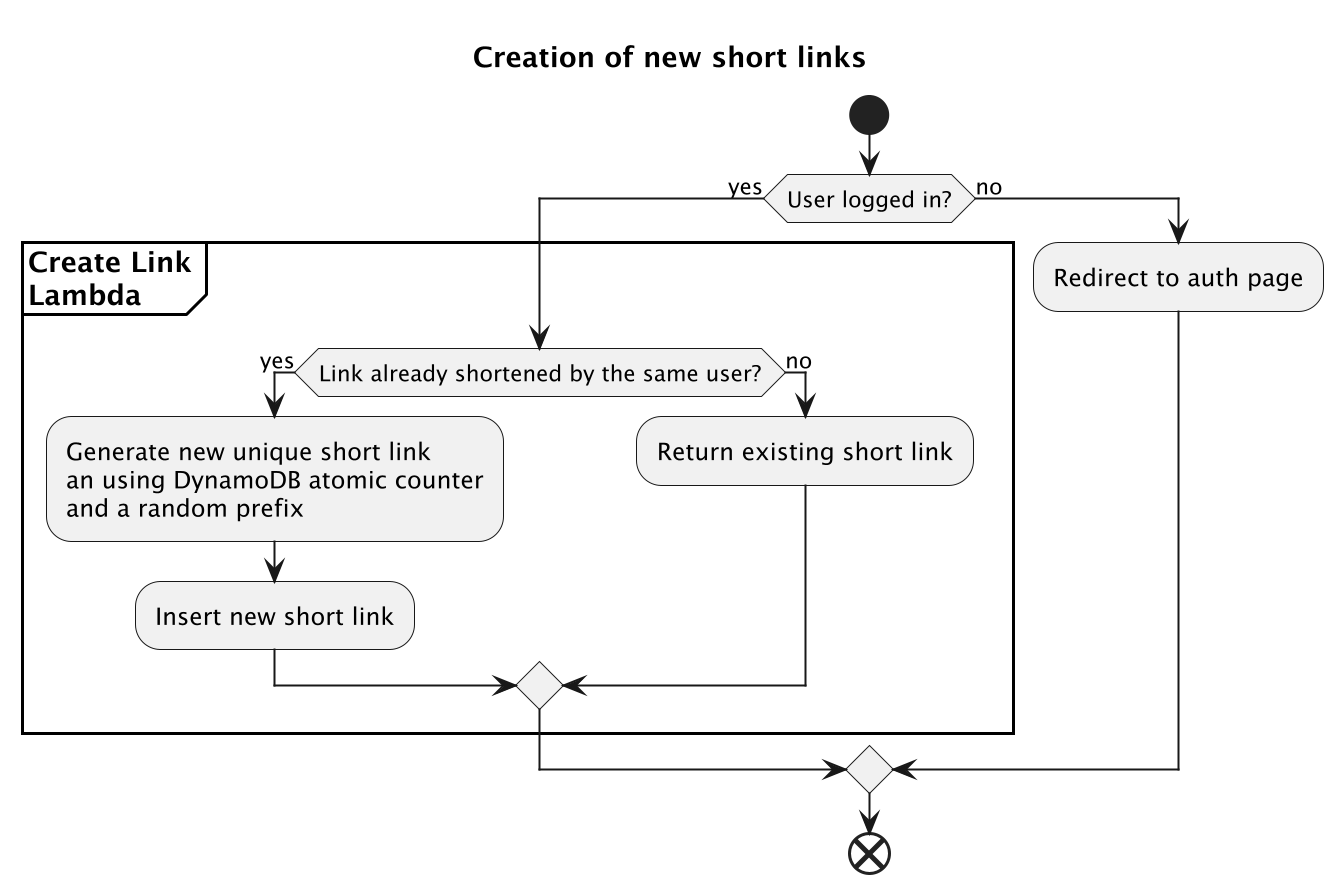 Creation of new short links
User logged in?
yes
no
Create Link
Lambda
Redirect to auth page
Link already shortened by the same user?
yes
no
Generate new unique short link
an using DynamoDB atomic counter
and a random prefix
Return existing short link
Insert new short link